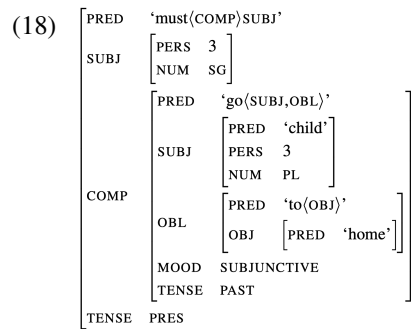 (18)
PRED ‘must⟨COMP⟩SUBJ’
SUBJ
PERS 3
NUM SG
COMP
PRED ‘go⟨SUBJ,OBL⟩’
SUBJ
PRED ‘child’
PERS 3
NUM PL
OBL
PRED ‘to⟨OBJ⟩’
OBJ PRED ‘home’
MOOD SUBJUNCTIVE
TENSE PAST
TENSE PRES